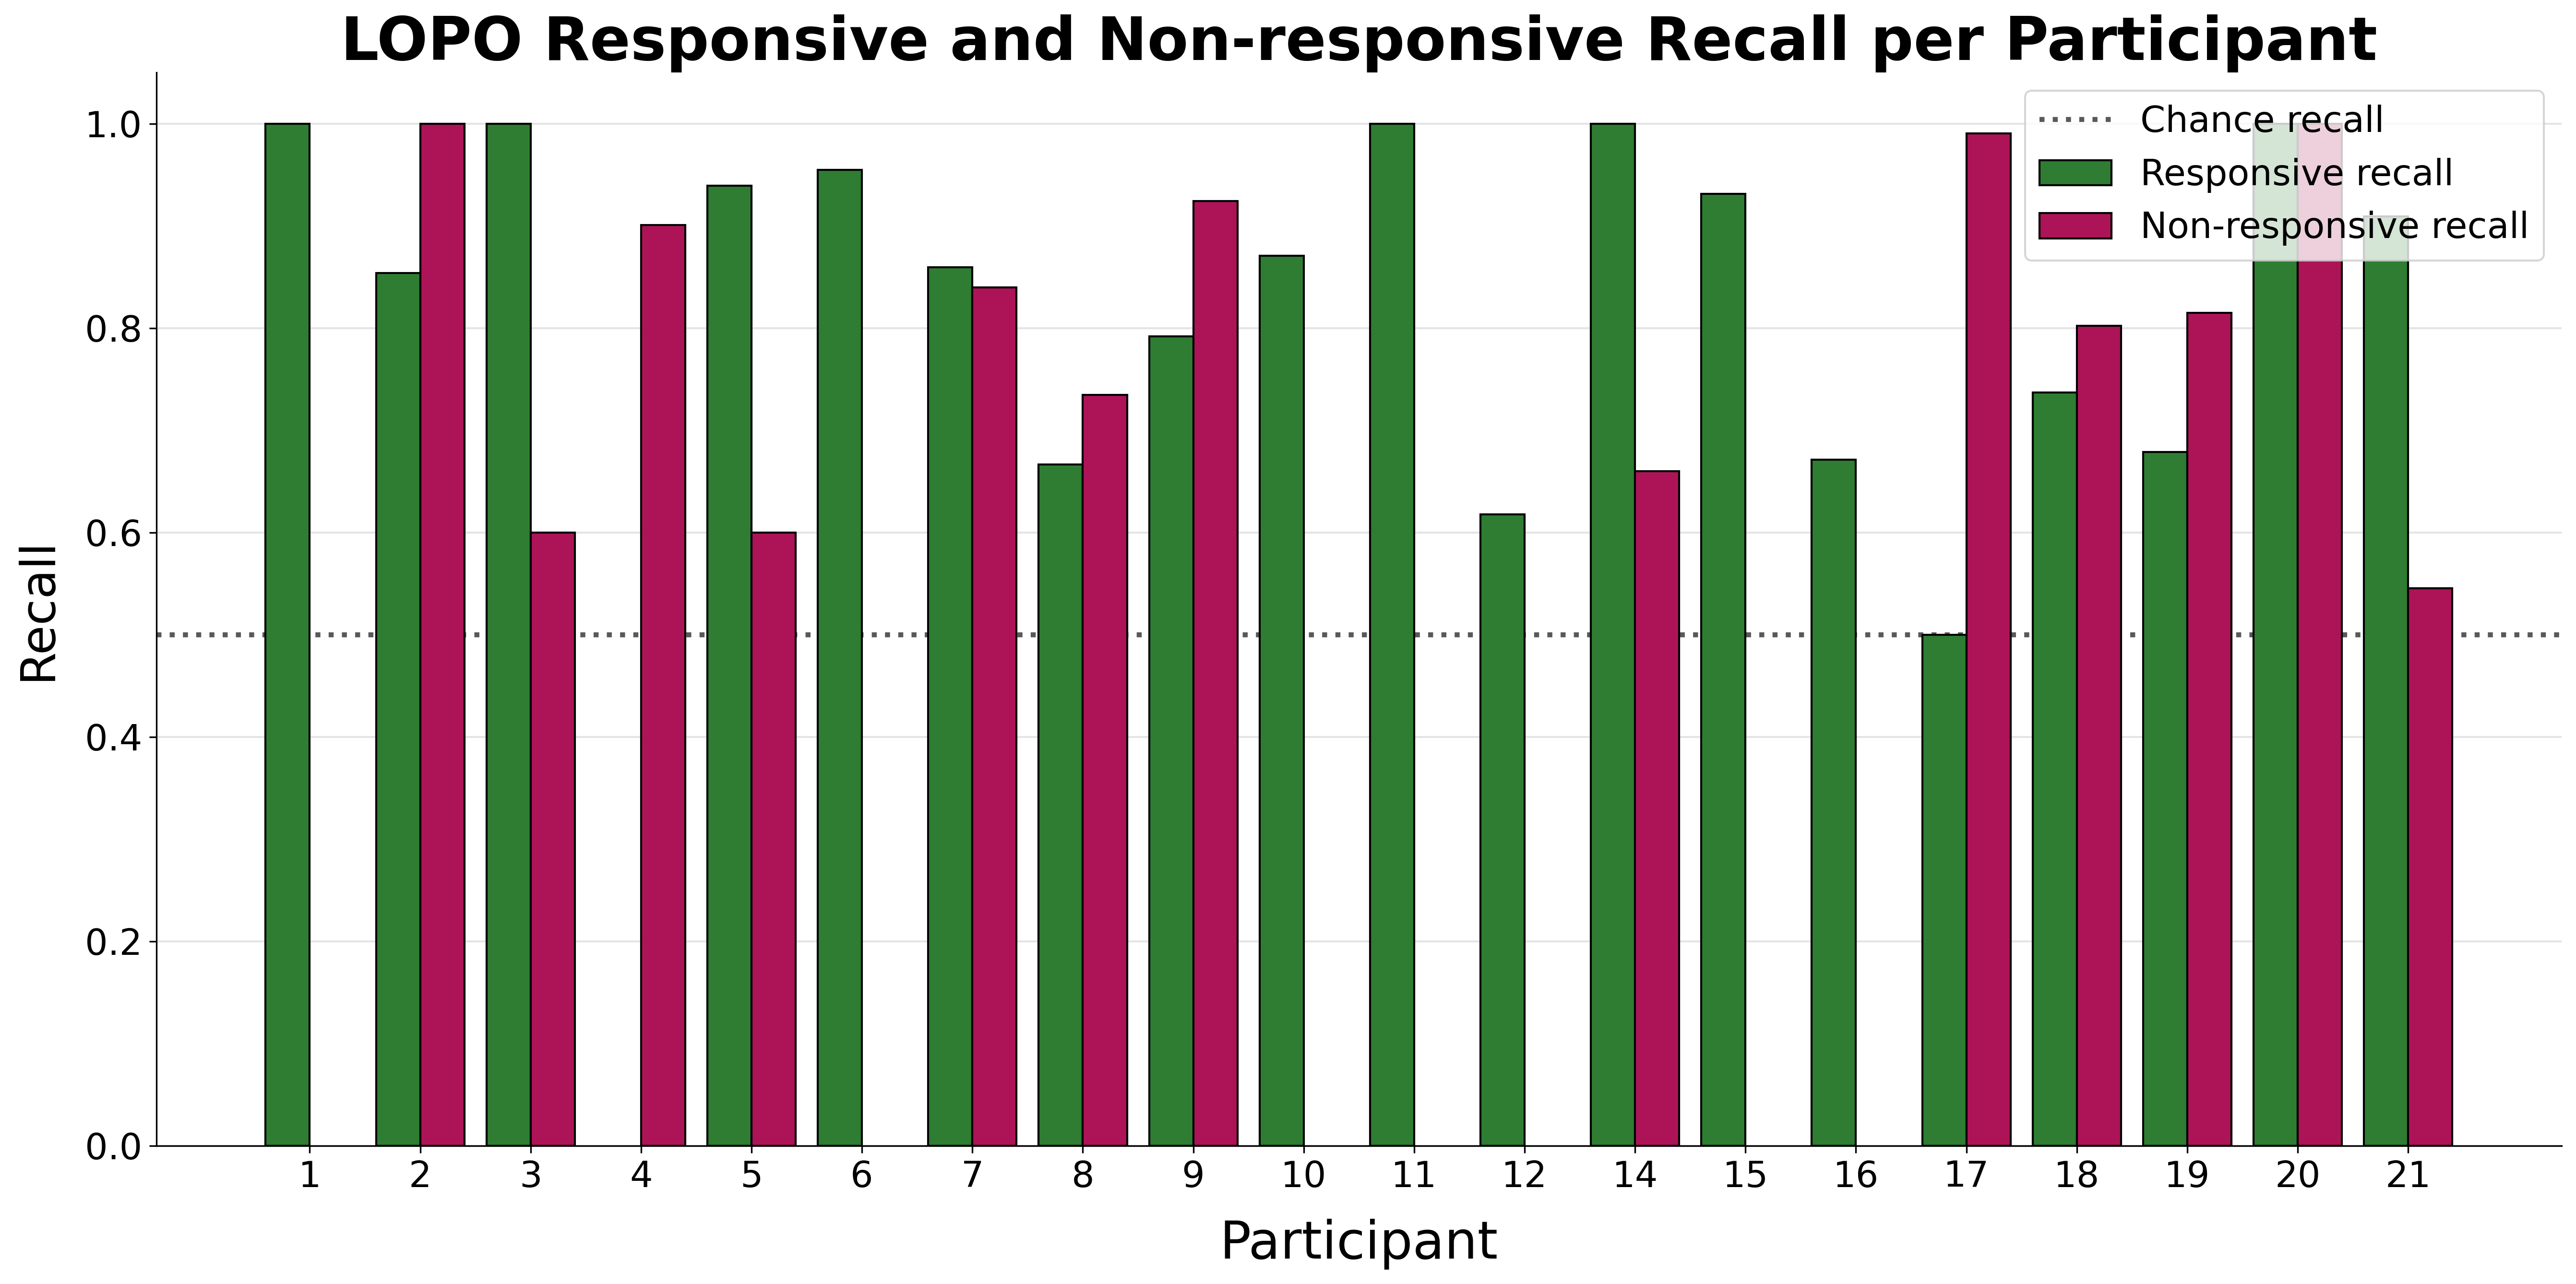 LOPO Responsive and Non-responsive Recall per Participant
Chance recall
Responsive recall
Non-responsive recall
Recall
1.0
0.8
0.6
0.4
0.2
0.0
1 2 3 4 5 6 7 8 9 10 11 12 14 15 16 17 18 19 20 21
Participant